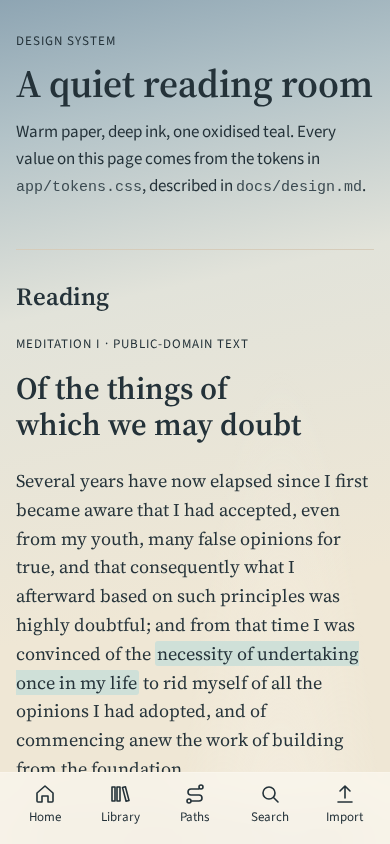 DESIGN SYSTEM
A quiet reading room
Warm paper, deep ink, one oxidised teal. Every
value on this page comes from the tokens in
app/tokens.css, described in docs/design.md.
Reading
MEDITATION I · PUBLIC-DOMAIN TEXT
Of the things of
which we may doubt
Several years have now elapsed since I first
became aware that I had accepted, even
from my youth, many false opinions for
true, and that consequently what I
afterward based on such principles was
highly doubtful; and from that time I was
convinced of the necessity of undertaking
once in my life to rid myself of all the
opinions I had adopted, and of
commencing anew the work of building
from the foundation
Home Library Paths Search Import